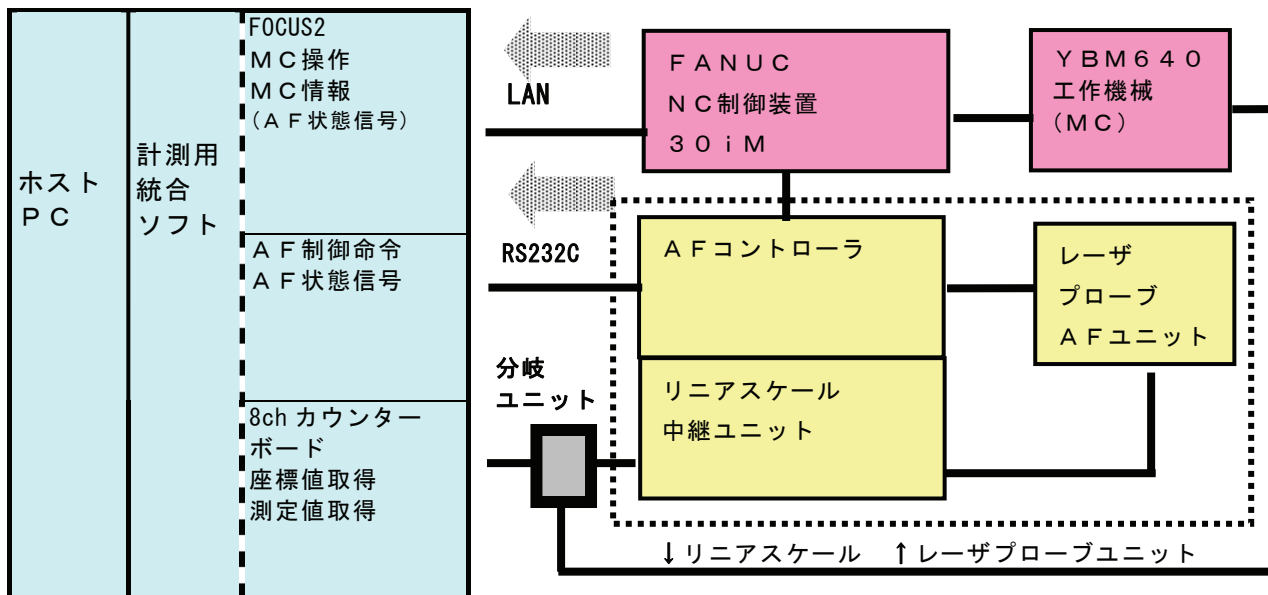 ホスト
ＰＣ
計測用
統合
ソフト
FOCUS2
ＭＣ操作
ＭＣ情報
(ＡＦ状態信号)
ＡＦ制御命令
ＡＦ状態信号
8ch カウンター
ボード
座標値取得
測定値取得
LAN
RS232C
分岐
ユニット
ＦＡＮＵＣ
ＮＣ制御装置
３０ｉＭ
ＹＢＭ６４０
工作機械
(ＭＣ)
ＡＦコントローラ
レーザ
プローブ
ＡＦユニット
リニアスケール
中継ユニット
↓リニアスケール　↑レーザプローブユニット